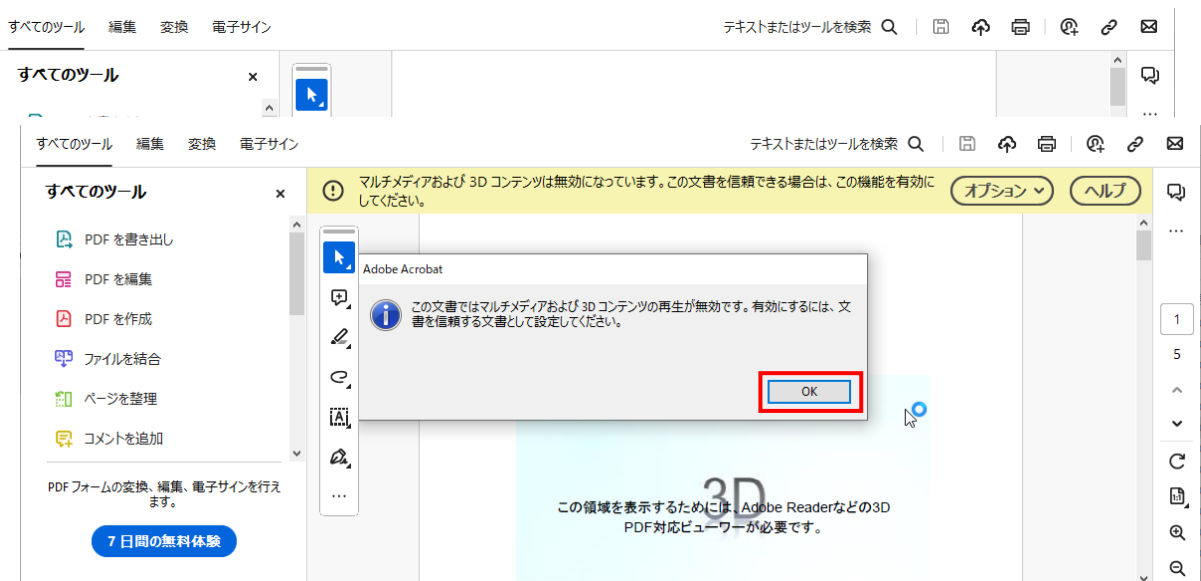 すべてのツール 編集 変換 電子サイン テキストまたはツールを検索
すべてのツール
すべてのツール 編集 変換 電子サイン テキストまたはツールを検索
すべてのツール
マルチメディアおよび 3D コンテンツは無効になっています。この文書を信頼できる場合は、この機能を有効に
してください。
オプション
ヘルプ
PDF を書き出し
PDF を編集
PDF を作成
ファイルを結合
ページを整理
コメントを追加
PDF フォームの変換、編集、電子サインを行え
ます。
7 日間の無料体験
Adobe Acrobat
この文書ではマルチメディアおよび 3D コンテンツの再生が無効です。有効にするには、文
書を信頼する文書として設定してください。
OK
3D
この領域を表示するためには、Adobe Readerなどの3D
PDF対応ビューワーが必要です。
1
5